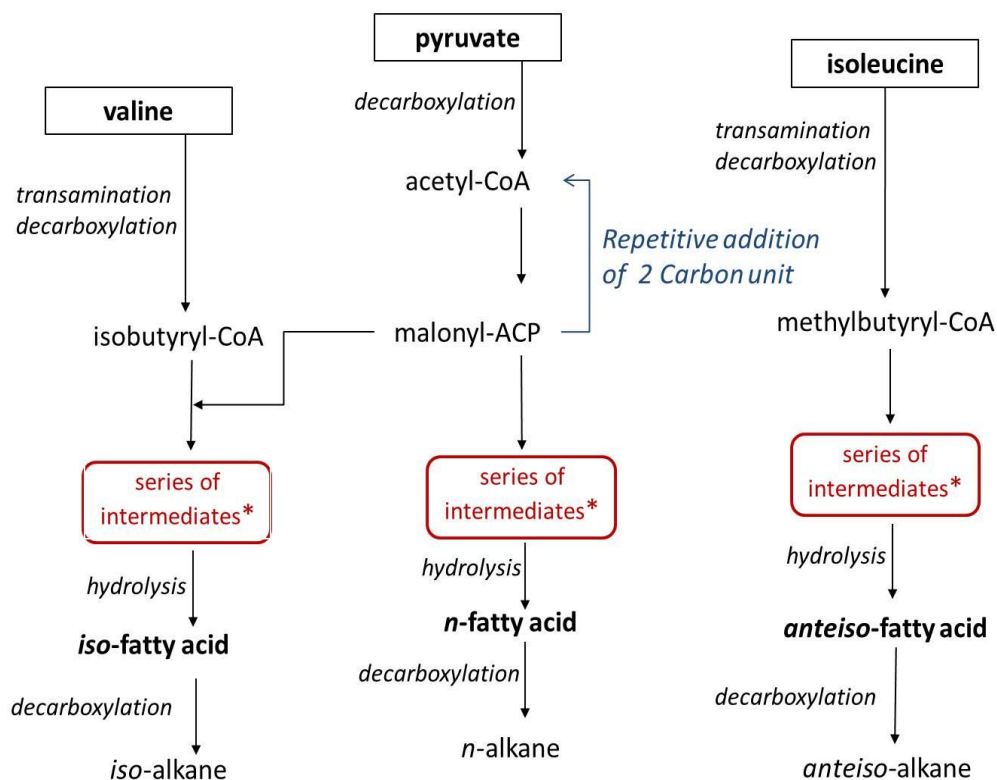 valine
transamination
decarboxylation
isobutyryl-CoA
series of
intermediates*
hydrolysis
iso-fatty acid
decarboxylation
iso-alkane
pyruvate
decarboxylation
acetyl-CoA
Repetitive addition
of 2 Carbon unit
malonyl-ACP
series of
intermediates*
hydrolysis
n-fatty acid
decarboxylation
n-alkane
isoleucine
transamination
decarboxylation
methylbutyryl-CoA
series of
intermediates*
hydrolysis
anteiso-fatty acid
decarboxylation
anteiso-alkane